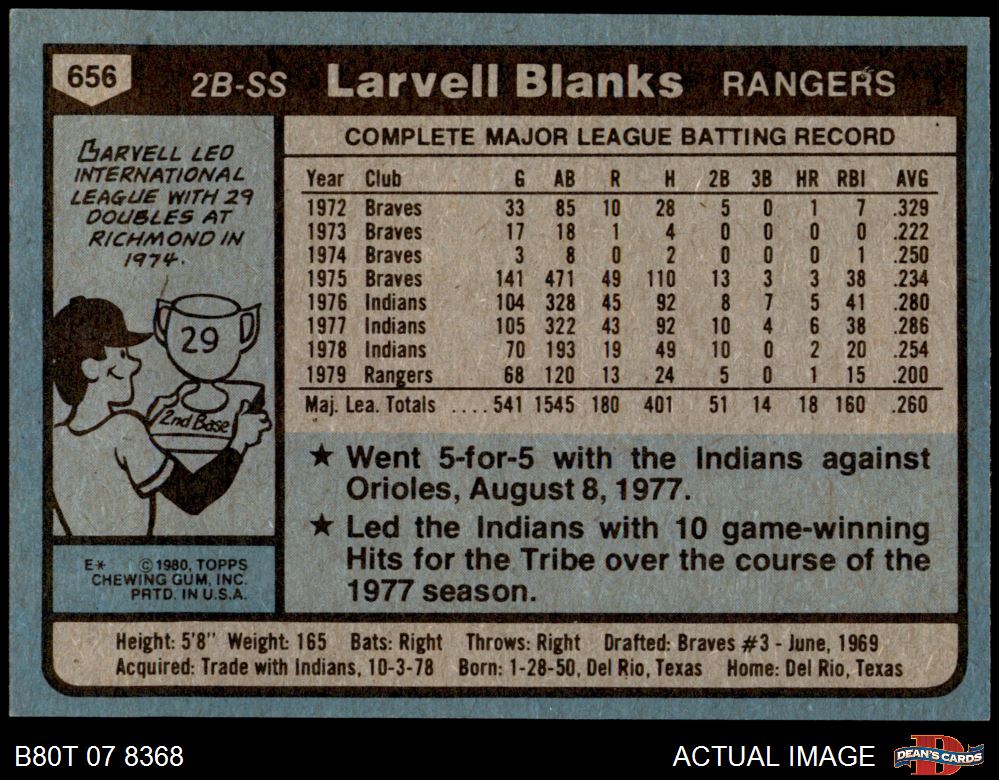 656 2B-SS Larvell Blanks RANGERS
LARVELL LED
INTERNATIONAL
LEAGUE WITH 29
DOUBLES AT
RICHMOND IN
1974.
29
2nd Base
E* ©1980, TOPPS
CHEWING GUM, INC.
PRTD. IN U.S.A.
COMPLETE MAJOR LEAGUE BATTING RECORD
Year Club G AB R H 2B 3B HR RBI AVG
1972 Braves 33 85 10 28 5 0 1 7 .329
1973 Braves 17 18 1 4 0 0 0 0 .222
1974 Braves 3 8 0 2 0 0 0 1 .250
1975 Braves 141 471 49 110 13 3 3 38 .234
1976 Indians 104 328 45 92 8 7 5 41 .280
1977 Indians 105 322 43 92 10 4 6 38 .286
1978 Indians 70 193 19 49 10 0 2 20 .254
1979 Rangers 68 120 13 24 5 0 1 15 .200
Maj. Lea. Totals ....541 1545 180 401 51 14 18 160 .260
★ Went 5-for-5 with the Indians against
Orioles, August 8, 1977.
★ Led the Indians with 10 game-winning
Hits for the Tribe over the course of the
1977 season.
Height: 5'8" Weight: 165 Bats: Right Throws: Right Drafted: Braves #3 - June, 1969
Acquired: Trade with Indians, 10-3-78 Born: 1-28-50, Del Rio, Texas Home: Del Rio, Texas
B80T 07 8368
ACTUAL IMAGE
D
DEAN'S CARDS